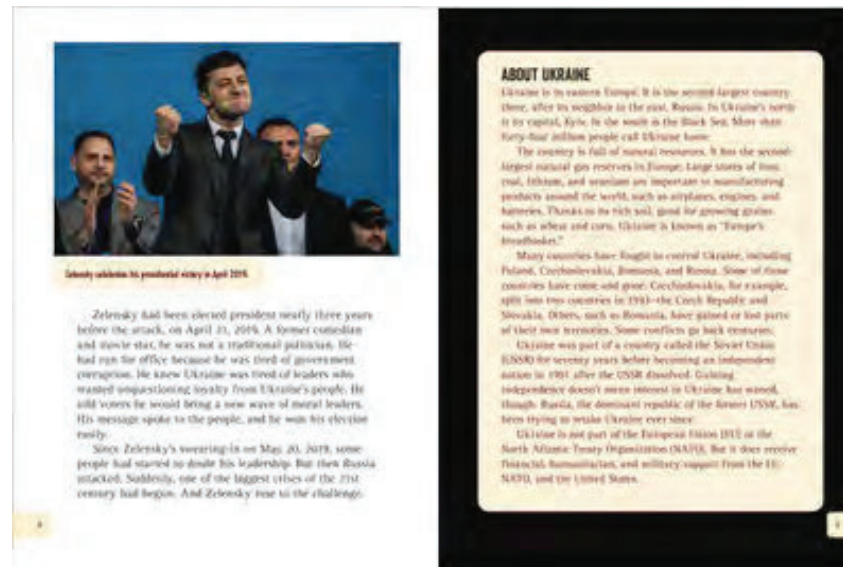 Zelensky celebrates his presidential victory in April 2019.
Zelensky had been elected president nearly three years
before the attack, on April 21, 2019. A former comedian
and movie star, he was not a traditional politician. He
had run for office because he was tired of government
corruption. He knew Ukraine was tired of leaders who
wanted unquestioning loyalty from Ukraine's people. He
told voters he would bring a new wave of moral leaders.
His message spoke to the people, and he won his election
easily.
Since Zelensky's swearing-in on May 20, 2019, some
people had started to doubt his leadership. But then Russia
attacked. Suddenly, one of the biggest crises of the 21st
century had begun. And Zelensky rose to the challenge.
ABOUT UKRAINE
Ukraine is in eastern Europe. It is the second-largest country
there, after its neighbor to the east, Russia. In Ukraine's north
is its capital, Kyiv. In the south is the Black Sea. More than
forty-four million people call Ukraine home.
The country is full of natural resources. It has the second-
largest natural gas reserves in Europe. Large stores of iron,
coal, lithium, and uranium are important to manufacturing
products around the world, such as airplanes, engines, and
batteries. Thanks to its rich soil, good for growing grains
such as wheat and corn, Ukraine is known as "Europe's
breadbasket."
Many countries have fought to control Ukraine, including
Poland, Czechoslovakia, Romania, and Russia. Some of those
countries have come and gone. Czechoslovakia, for example,
split into two countries in 1993—the Czech Republic and
Slovakia. Others, such as Romania, have gained or lost parts
of their own territories. Some conflicts go back centuries.
Ukraine was part of a country called the Soviet Union
(USSR) for seventy years before becoming an independent
nation in 1991 after the USSR dissolved. Gaining
independence doesn't mean interest in Ukraine has waned,
though. Russia, the dominant republic of the former USSR, has
been trying to retake Ukraine ever since.
Ukraine is not part of the European Union (EU) or the
North Atlantic Treaty Organization (NATO). But it does receive
financial, humanitarian, and military support from the EU,
NATO, and the United States.